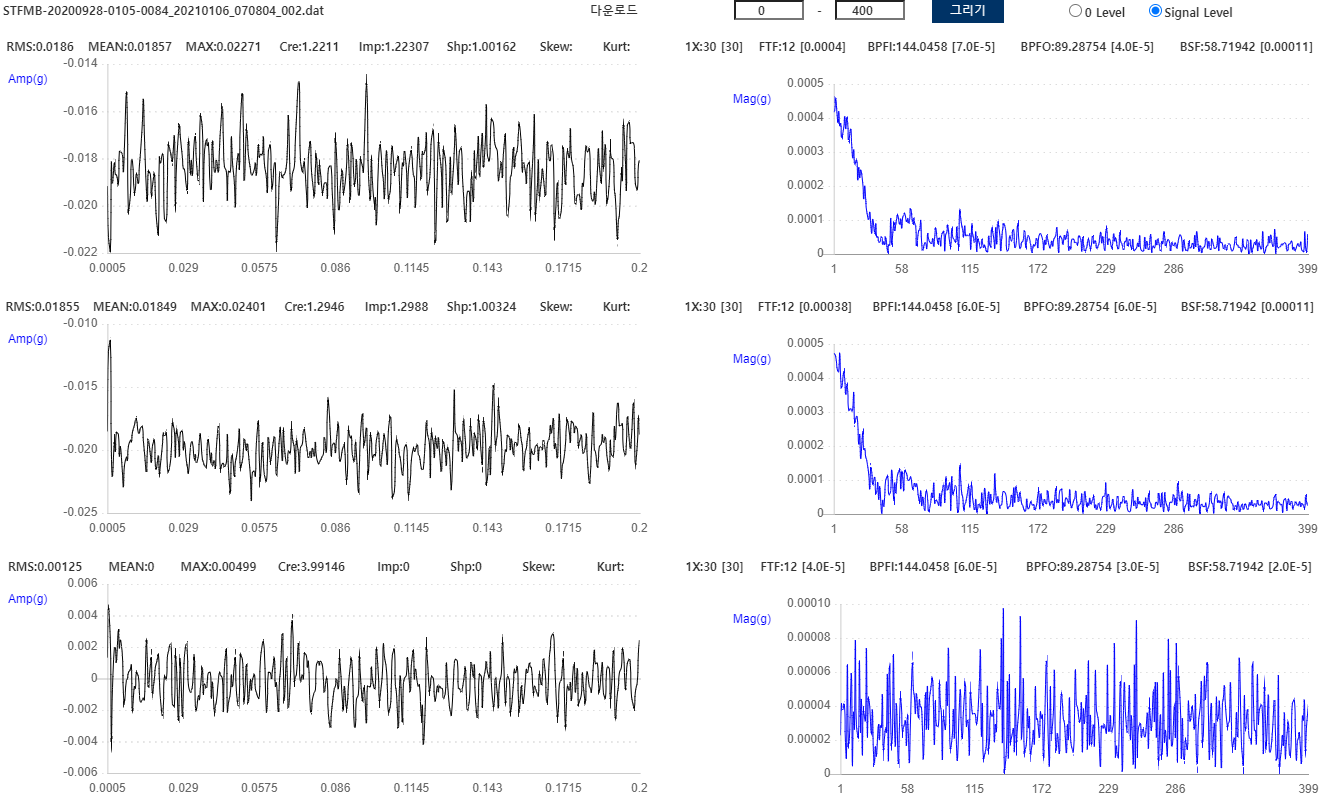 STFMB-20200928-0105-0084_20210106_070804_002.dat 다운로드 0 - 400 그리기 0 Level Signal Level
RMS:0.0186 MEAN:0.01857 MAX:0.02271 Cre:1.2211 Imp:1.22307 Shp:1.00162 Skew: Kurt:
Amp(g)
-0.014
-0.016
-0.018
-0.020
-0.022
0.0005 0.029 0.0575 0.086 0.1145 0.143 0.1715 0.2
1X:30 [30] FTF:12 [0.0004] BPFI:144.0458 [7.0E-5] BPFO:89.28754 [4.0E-5] BSF:58.71942 [0.00011]
Mag(g)
0.0005
0.0004
0.0003
0.0002
0.0001
0
1 58 115 172 229 286 399
RMS:0.01855 MEAN:0.01849 MAX:0.02401 Cre:1.2946 Imp:1.2988 Shp:1.00324 Skew: Kurt:
Amp(g)
-0.010
-0.015
-0.020
-0.025
0.0005 0.029 0.0575 0.086 0.1145 0.143 0.1715 0.2
1X:30 [30] FTF:12 [0.00038] BPFI:144.0458 [6.0E-5] BPFO:89.28754 [6.0E-5] BSF:58.71942 [0.00011]
Mag(g)
0.0005
0.0004
0.0003
0.0002
0.0001
0
1 58 115 172 229 286 399
RMS:0.00125 MEAN:0 MAX:0.00499 Cre:3.99146 Imp:0 Shp:0 Skew: Kurt:
Amp(g)
0.006
0.004
0.002
0
-0.002
-0.004
-0.006
0.0005 0.029 0.0575 0.086 0.1145 0.143 0.1715 0.2
1X:30 [30] FTF:12 [4.0E-5] BPFI:144.0458 [6.0E-5] BPFO:89.28754 [3.0E-5] BSF:58.71942 [2.0E-5]
Mag(g)
0.00010
0.00008
0.00006
0.00004
0.00002
0
1 58 115 172 229 286 399